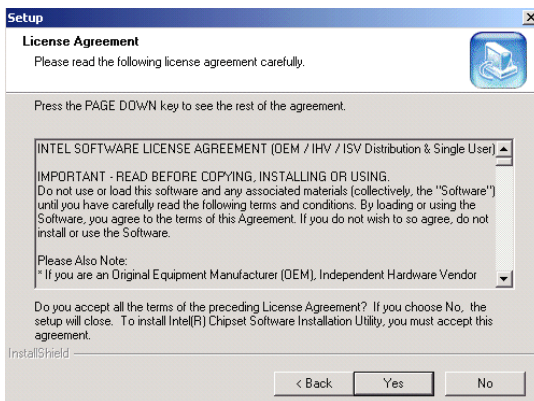 Setup
License Agreement
Please read the following license agreement carefully.
Press the PAGE DOWN key to see the rest of the agreement.
INTEL SOFTWARE LICENSE AGREEMENT (OEM / IHV / ISV Distribution & Single User)
IMPORTANT - READ BEFORE COPYING, INSTALLING OR USING.
Do not use or load this software and any associated materials (collectively, the "Software")
until you have carefully read the following terms and conditions. By loading or using the
Software, you agree to the terms of this Agreement. If you do not wish to so agree, do not
install or use the Software.
Please Also Note:
* If you are an Original Equipment Manufacturer (OEM), Independent Hardware Vendor
Do you accept all the terms of the preceding License Agreement? If you choose No, the
setup will close. To install Intel(R) Chipset Software Installation Utility, you must accept this
agreement.
InstallShield
< Back
Yes
No